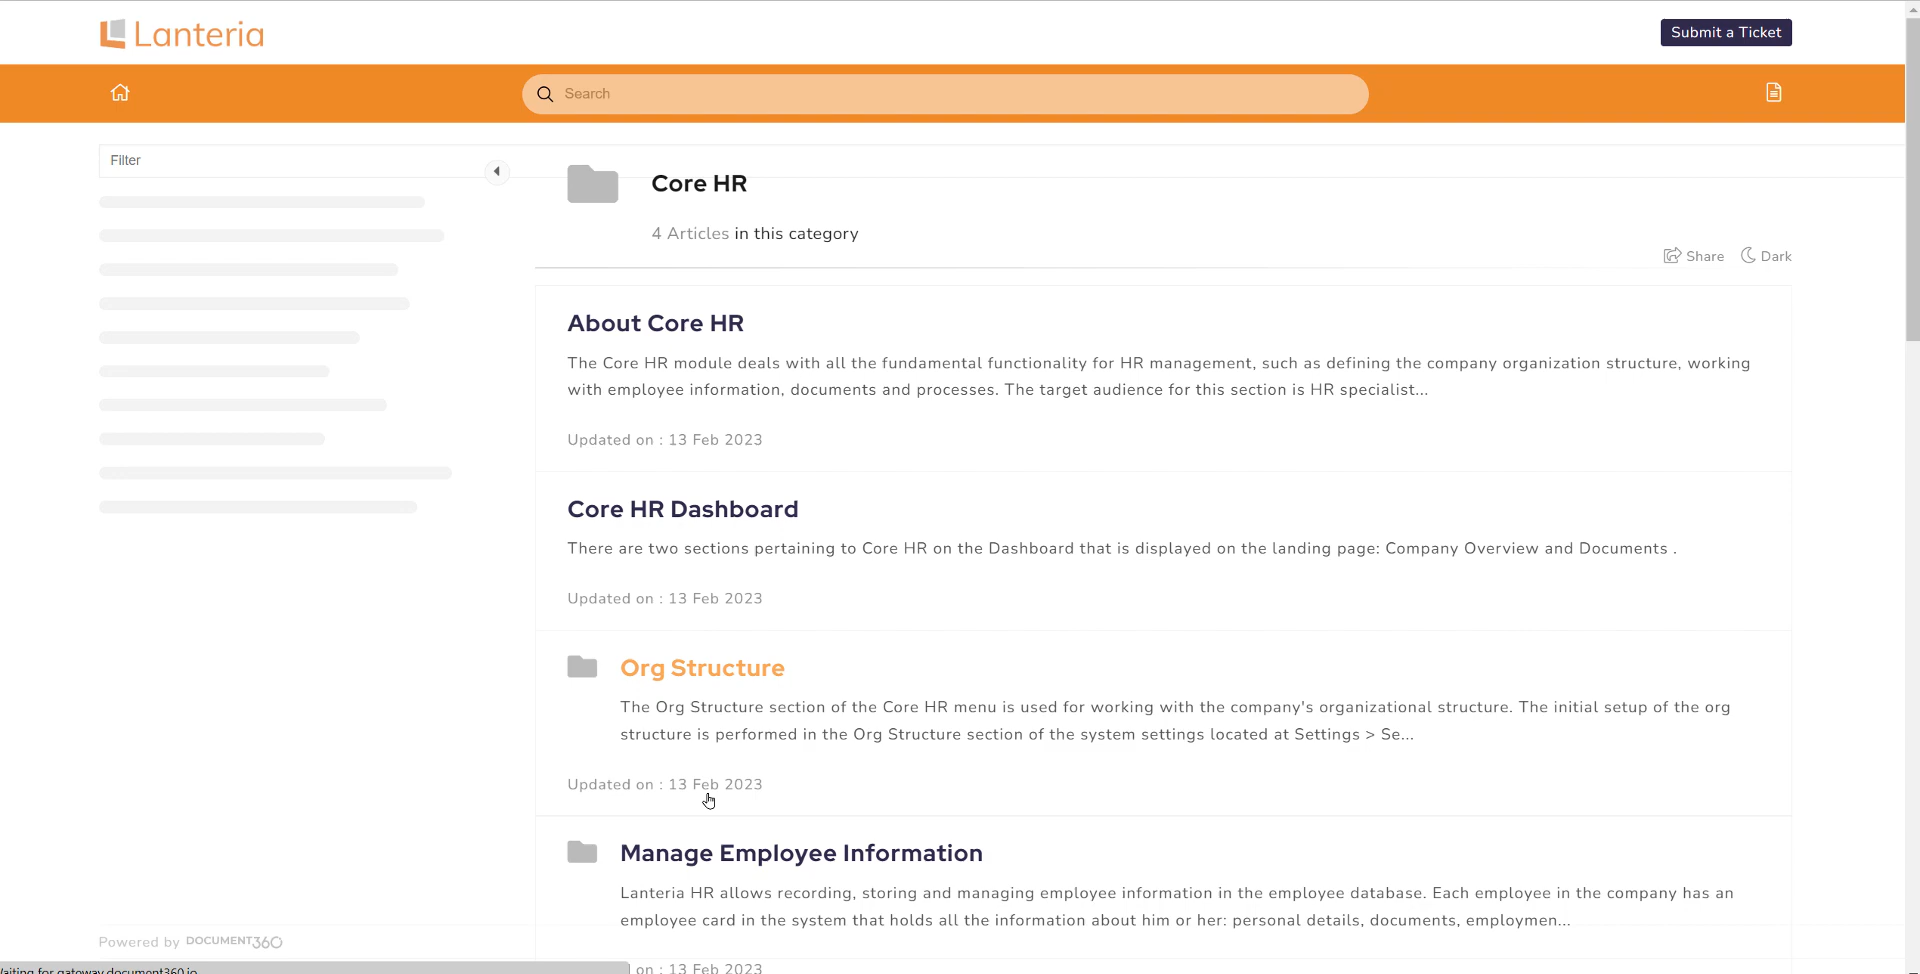 Lanteria
Submit a Ticket
Search
Filter
Core HR
4 Articles in this category
Share
Dark
About Core HR
The Core HR module deals with all the fundamental functionality for HR management, such as defining the company organization structure, working
with employee information, documents and processes. The target audience for this section is HR specialist...
Updated on : 13 Feb 2023
Core HR Dashboard
There are two sections pertaining to Core HR on the Dashboard that is displayed on the landing page: Company Overview and Documents .
Updated on : 13 Feb 2023
Org Structure
The Org Structure section of the Core HR menu is used for working with the company's organizational structure. The initial setup of the org
structure is performed in the Org Structure section of the system settings located at Settings > Se...
Updated on : 13 Feb 2023
Manage Employee Information
Lanteria HR allows recording, storing and managing employee information in the employee database. Each employee in the company has an
employee card in the system that holds all the information about him or her: personal details, documents, employmen...
Powered by DOCUMENT360
on : 13 Feb 2023
aiting for gateway.document360.io